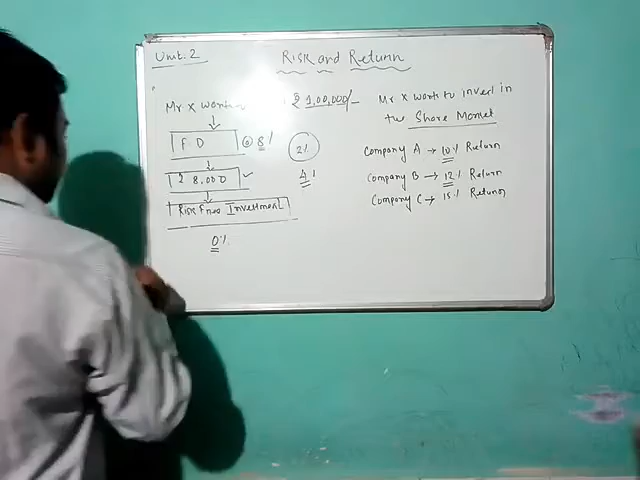 Unit. 2
Risk and Return
Mr X wants ₹ 1,00,000/-
F D @ 8%
2%
₹ 8,000 ✓
4%
Risk Free Investment
0%
Mr X wants to invest in
the Share Market
Company A → 10% Return
Company B → 12% Return
Company C → 15% Return